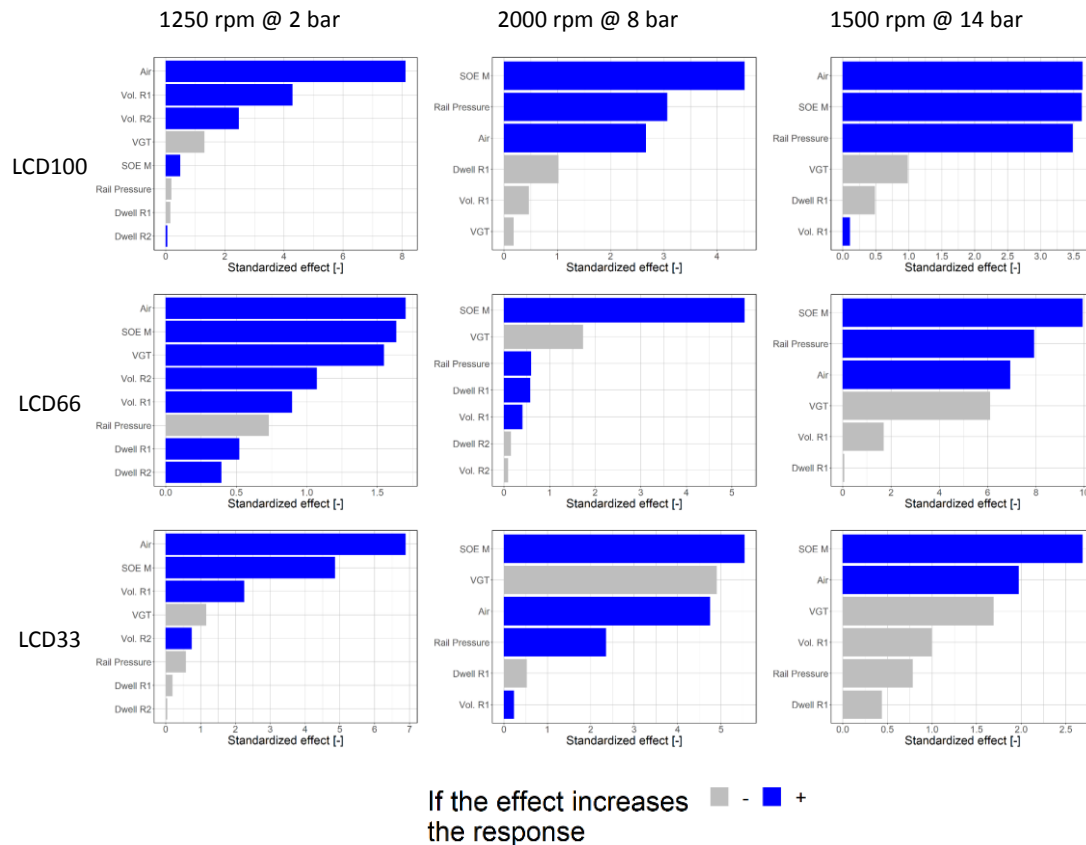 1250 rpm @ 2 bar
2000 rpm @ 8 bar
1500 rpm @ 14 bar
LCD100
Air
Vol. R1
Vol. R2
VGT
SOE M
Rail Pressure
Dwell R1
Dwell R2
0 2 4 6 8
Standardized effect [-]
SOE M
Rail Pressure
Air
Dwell R1
Vol. R1
VGT
0 1 2 3 4
Standardized effect [-]
Air
SOE M
Rail Pressure
VGT
Dwell R1
Vol. R1
0.0 0.5 1.0 1.5 2.0 2.5 3.0 3.5
Standardized effect [-]
LCD66
Air
SOE M
VGT
Vol. R2
Vol. R1
Rail Pressure
Dwell R1
Dwell R2
0.0 0.5 1.0 1.5
Standardized effect [-]
SOE M
VGT
Rail Pressure
Dwell R1
Vol. R1
Dwell R2
Vol. R2
0 1 2 3 4 5
Standardized effect [-]
SOE M
Rail Pressure
Air
VGT
Vol. R1
Dwell R1
0 2 4 6 8 10
Standardized effect [-]
LCD33
Air
SOE M
Vol. R1
VGT
Vol. R2
Rail Pressure
Dwell R1
Dwell R2
0 1 2 3 4 5 6 7
Standardized effect [-]
SOE M
VGT
Air
Rail Pressure
Dwell R1
Vol. R1
0 1 2 3 4 5
Standardized effect [-]
SOE M
Air
VGT
Vol. R1
Rail Pressure
Dwell R1
0.0 0.5 1.0 1.5 2.0 2.5
Standardized effect [-]
If the effect increases - +
the response